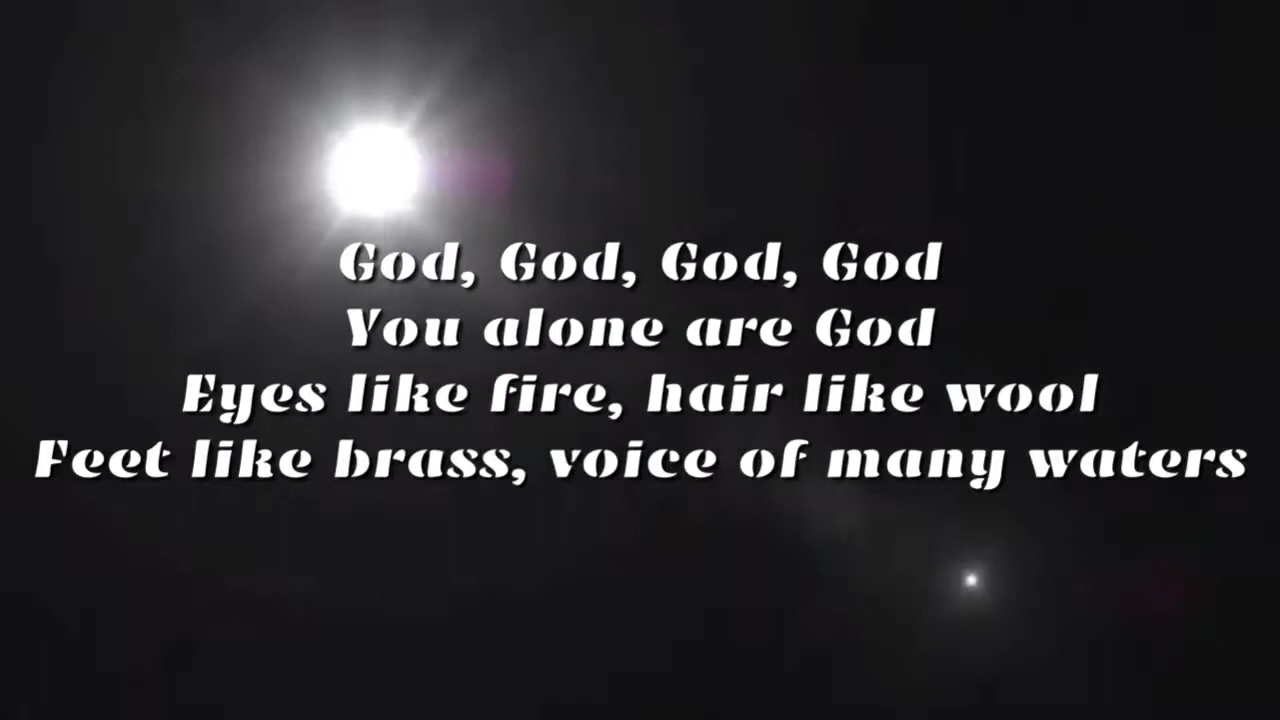 God, God, God, God
You alone are God
Eyes like fire, hair like wool
Feet like brass, voice of many waters